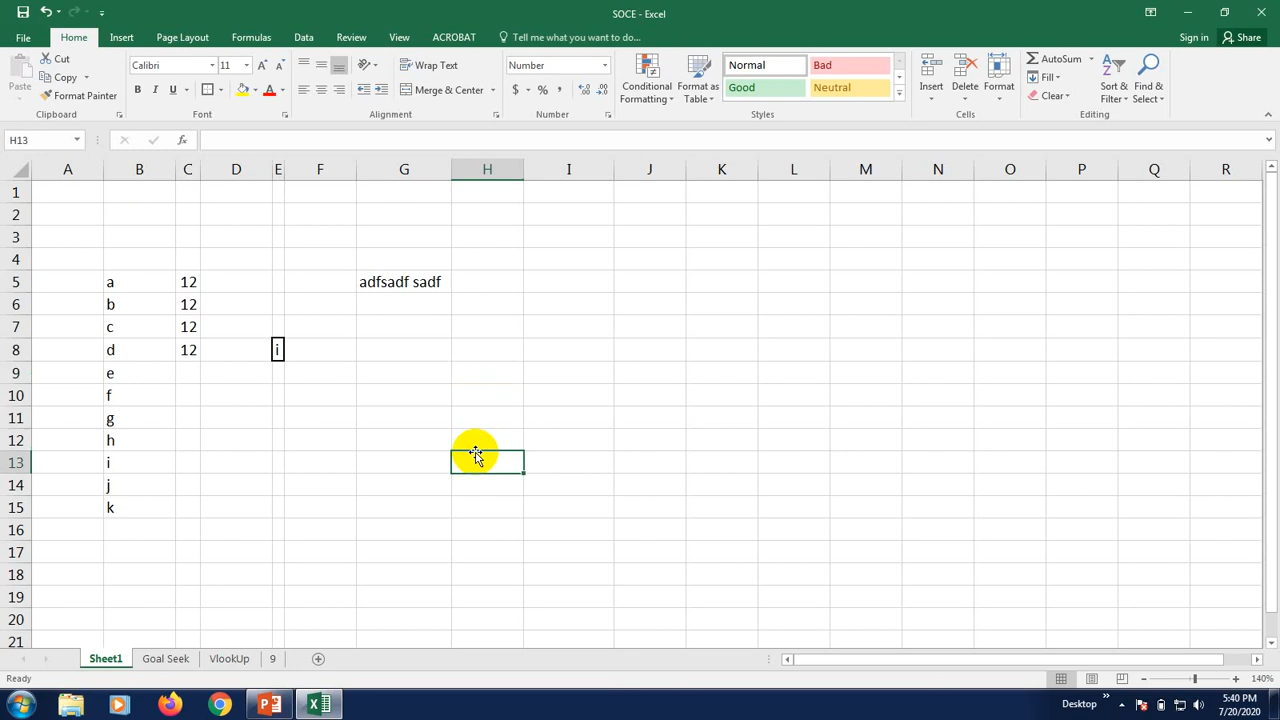 SOCE - Excel
File Home Insert Page Layout Formulas Data Review View ACROBAT Tell me what you want to do... Sign in Share
Paste
Cut
Copy
Format Painter
Clipboard
Calibri 11
B I U A
Font
Wrap Text
Merge & Center
Alignment
Number
$ % ,
Number
Conditional Formatting
Format as Table
Normal Bad
Good Neutral
Styles
Insert Delete Format
Cells
AutoSum
Fill
Clear
Sort & Filter
Find & Select
Editing
H13 fx
A B C D E F G H I J K L M N O P Q R
1
2
3
4
5 a 12 adfsadf sadf
6 b 12
7 c 12
8 d 12 i
9 e
10 f
11 g
12 h
13 i
14 j
15 k
16
17
18
19
20
21
Sheet1 Goal Seek VlookUp 9
Ready 140%
Desktop
5:40 PM
7/20/2020